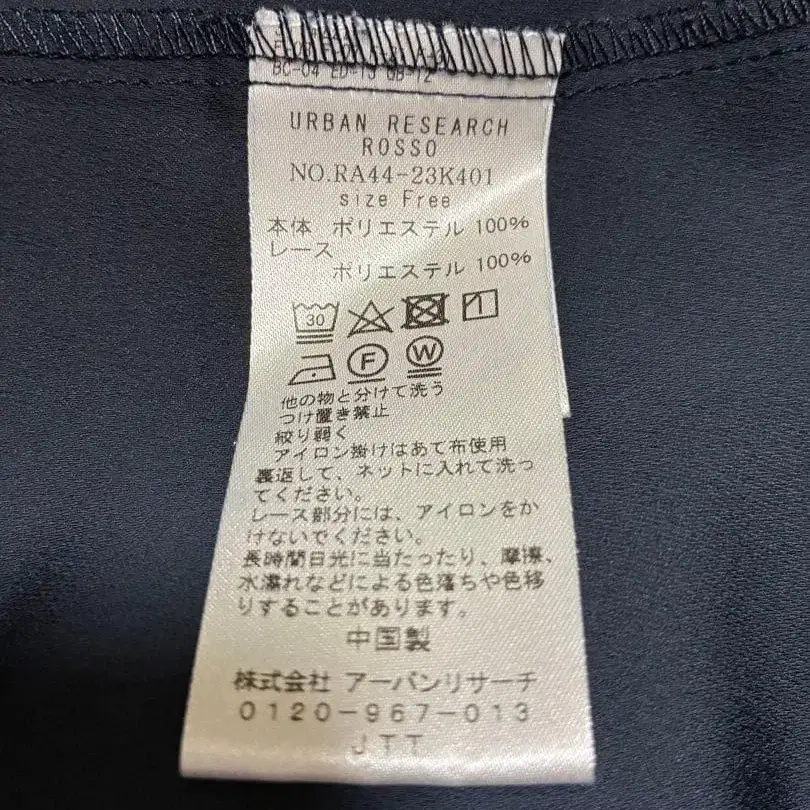 BC-04 ED-13 GB-12
URBAN RESEARCH
ROSSO
NO.RA44-23K401
size Free
本体 ポリエステル 100%
レース
ポリエステル 100%
30
F W
他の物と分けて洗う
つけ置き禁止
絞り弱く
アイロン掛けはあて布使用
裏返して、ネットに入れて洗っ
てください。
レース部分には、アイロンをか
けないでください。
長時間日光に当たったり、摩擦、
水濡れなどによる色落ちや色移
りすることがあります。
中国製
株式会社 アーバンリサーチ
0120-967-013
JTT